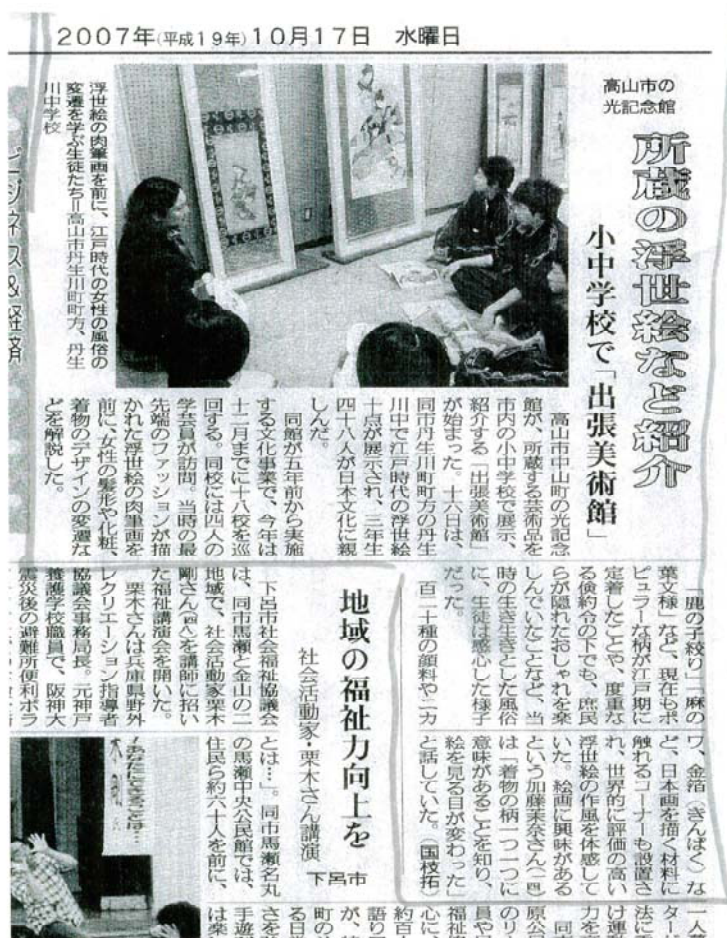 2007年(平成19年)10月17日 水曜日
高山市の
光記念館
所蔵の浮世絵など紹介
小中学校で「出張美術館」
浮世絵の肉筆画を前に、江戸時代の女性の風俗の
変遷を学ぶ生徒たち=高山市丹生川町町方、丹生
川中学校
高山市中山町の光記念
館が、所蔵する芸術品を
市内の小中学校で展示、
紹介する「出張美術館」
が始まった。十六日は、
同市丹生川町町方の丹生
川中で江戸時代の浮世絵
十点が展示され、三年生
四十八人が日本文化に親
しんだ。
同館が五年前から実施
する文化事業で、今年は
十二月までに十八校を巡
回する。同校には四人の
学芸員が訪問。当時の最
先端のファッションが描
かれた浮世絵の肉筆画を
前に、女性の髪形や化粧、
着物のデザインの変遷な
どを解説した。
「鹿の子絞り」「麻の
葉文様」など、現在もポ
ピュラーな柄が江戸期に
定着したことや、度重な
る倹約令の下でも、庶民
らが隠れたおしゃれを楽
しんでいたことなど、当
時の生き生きとした風俗
に、生徒は感心した様子
だった。
百二十種の顔料やニカ
ワ、金箔(きんぱく)な
ど、日本画を描く材料に
触れるコーナーも設置さ
れ、世界的に評価の高い
浮世絵の作風を体感して
いた。絵画に興味がある
という加藤茉奈さん(一四)
は「着物の柄一つ一つに
意味があることを知り、
絵を見る目が変わった」
と話していた。(国枝拓)
地域の福祉力向上を
社会活動家・栗木さん講演
下呂市
下呂市社会福祉協議会
は、同市馬瀬と金山の二
地域で、社会活動家栗木
剛さん(四八)を講師に招い
た福祉講演会を開いた。
栗木さんは兵庫県野外
レクリエーション指導者
協議会事務局長。元神戸
養護学校職員で、阪神大
震災後の避難所便利ボラ
とは…」。同市馬瀬名丸
の馬瀬中央公民館では、
住民ら約六十人を前に、
ビジネス&経済